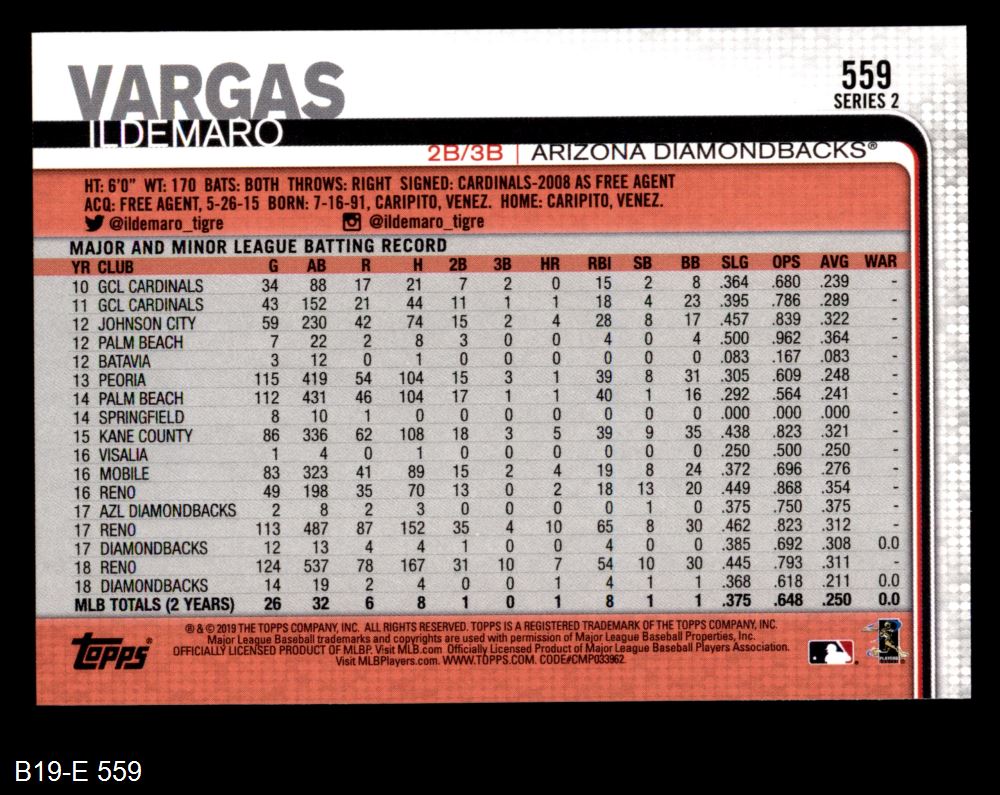 VARGAS
ILDEMARO
559
SERIES 2
2B/3B | ARIZONA DIAMONDBACKS®
HT: 6'0" WT: 170 BATS: BOTH THROWS: RIGHT SIGNED: CARDINALS-2008 AS FREE AGENT
ACQ: FREE AGENT, 5-26-15 BORN: 7-16-91, CARIPITO, VENEZ. HOME: CARIPITO, VENEZ.
@ildemaro_tigre @ildemaro_tigre
MAJOR AND MINOR LEAGUE BATTING RECORD
YR CLUB G AB R H 2B 3B HR RBI SB BB SLG OPS AVG WAR
10 GCL CARDINALS 34 88 17 21 7 2 0 15 2 8 .364 .680 .239 -
11 GCL CARDINALS 43 152 21 44 11 1 1 18 4 23 .395 .786 .289 -
12 JOHNSON CITY 59 230 42 74 15 2 4 28 8 17 .457 .839 .322 -
12 PALM BEACH 7 22 2 8 3 0 0 4 0 4 .500 .962 .364 -
12 BATAVIA 3 12 0 1 0 0 0 0 0 0 .083 .167 .083 -
13 PEORIA 115 419 54 104 15 3 1 39 8 31 .305 .609 .248 -
14 PALM BEACH 112 431 46 104 17 1 1 40 1 16 .292 .564 .241 -
14 SPRINGFIELD 8 10 1 0 0 0 0 0 0 0 .000 .000 .000 -
15 KANE COUNTY 86 336 62 108 18 3 5 39 9 35 .438 .823 .321 -
16 VISALIA 1 4 0 1 0 0 0 0 0 0 .250 .500 .250 -
16 MOBILE 83 323 41 89 15 2 4 19 8 24 .372 .696 .276 -
16 RENO 49 198 35 70 13 0 2 18 13 20 .449 .868 .354 -
17 AZL DIAMONDBACKS 2 8 2 3 0 0 0 0 1 0 .375 .750 .375 -
17 RENO 113 487 87 152 35 4 10 65 8 30 .462 .823 .312 -
17 DIAMONDBACKS 12 13 4 4 1 0 0 4 0 0 .385 .692 .308 0.0
18 RENO 124 537 78 167 31 10 7 54 10 30 .445 .793 .311 -
18 DIAMONDBACKS 14 19 2 4 0 0 1 4 1 1 .368 .618 .211 0.0
MLB TOTALS (2 YEARS) 26 32 6 8 1 0 1 8 1 1 .375 .648 .250 0.0
® & © 2019 THE TOPPS COMPANY, INC. ALL RIGHTS RESERVED. TOPPS IS A REGISTERED TRADEMARK OF THE TOPPS COMPANY, INC.
Major League Baseball trademarks and copyrights are used with permission of Major League Baseball Properties, Inc.
OFFICIALLY LICENSED PRODUCT OF MLBP. Visit MLB.com Officially Licensed Product of Major League Baseball Players Association.
Visit MLBPlayers.com. WWW.TOPPS.COM. CODE#CMP033962.
Topps®
PLAYERS
B19-E 559